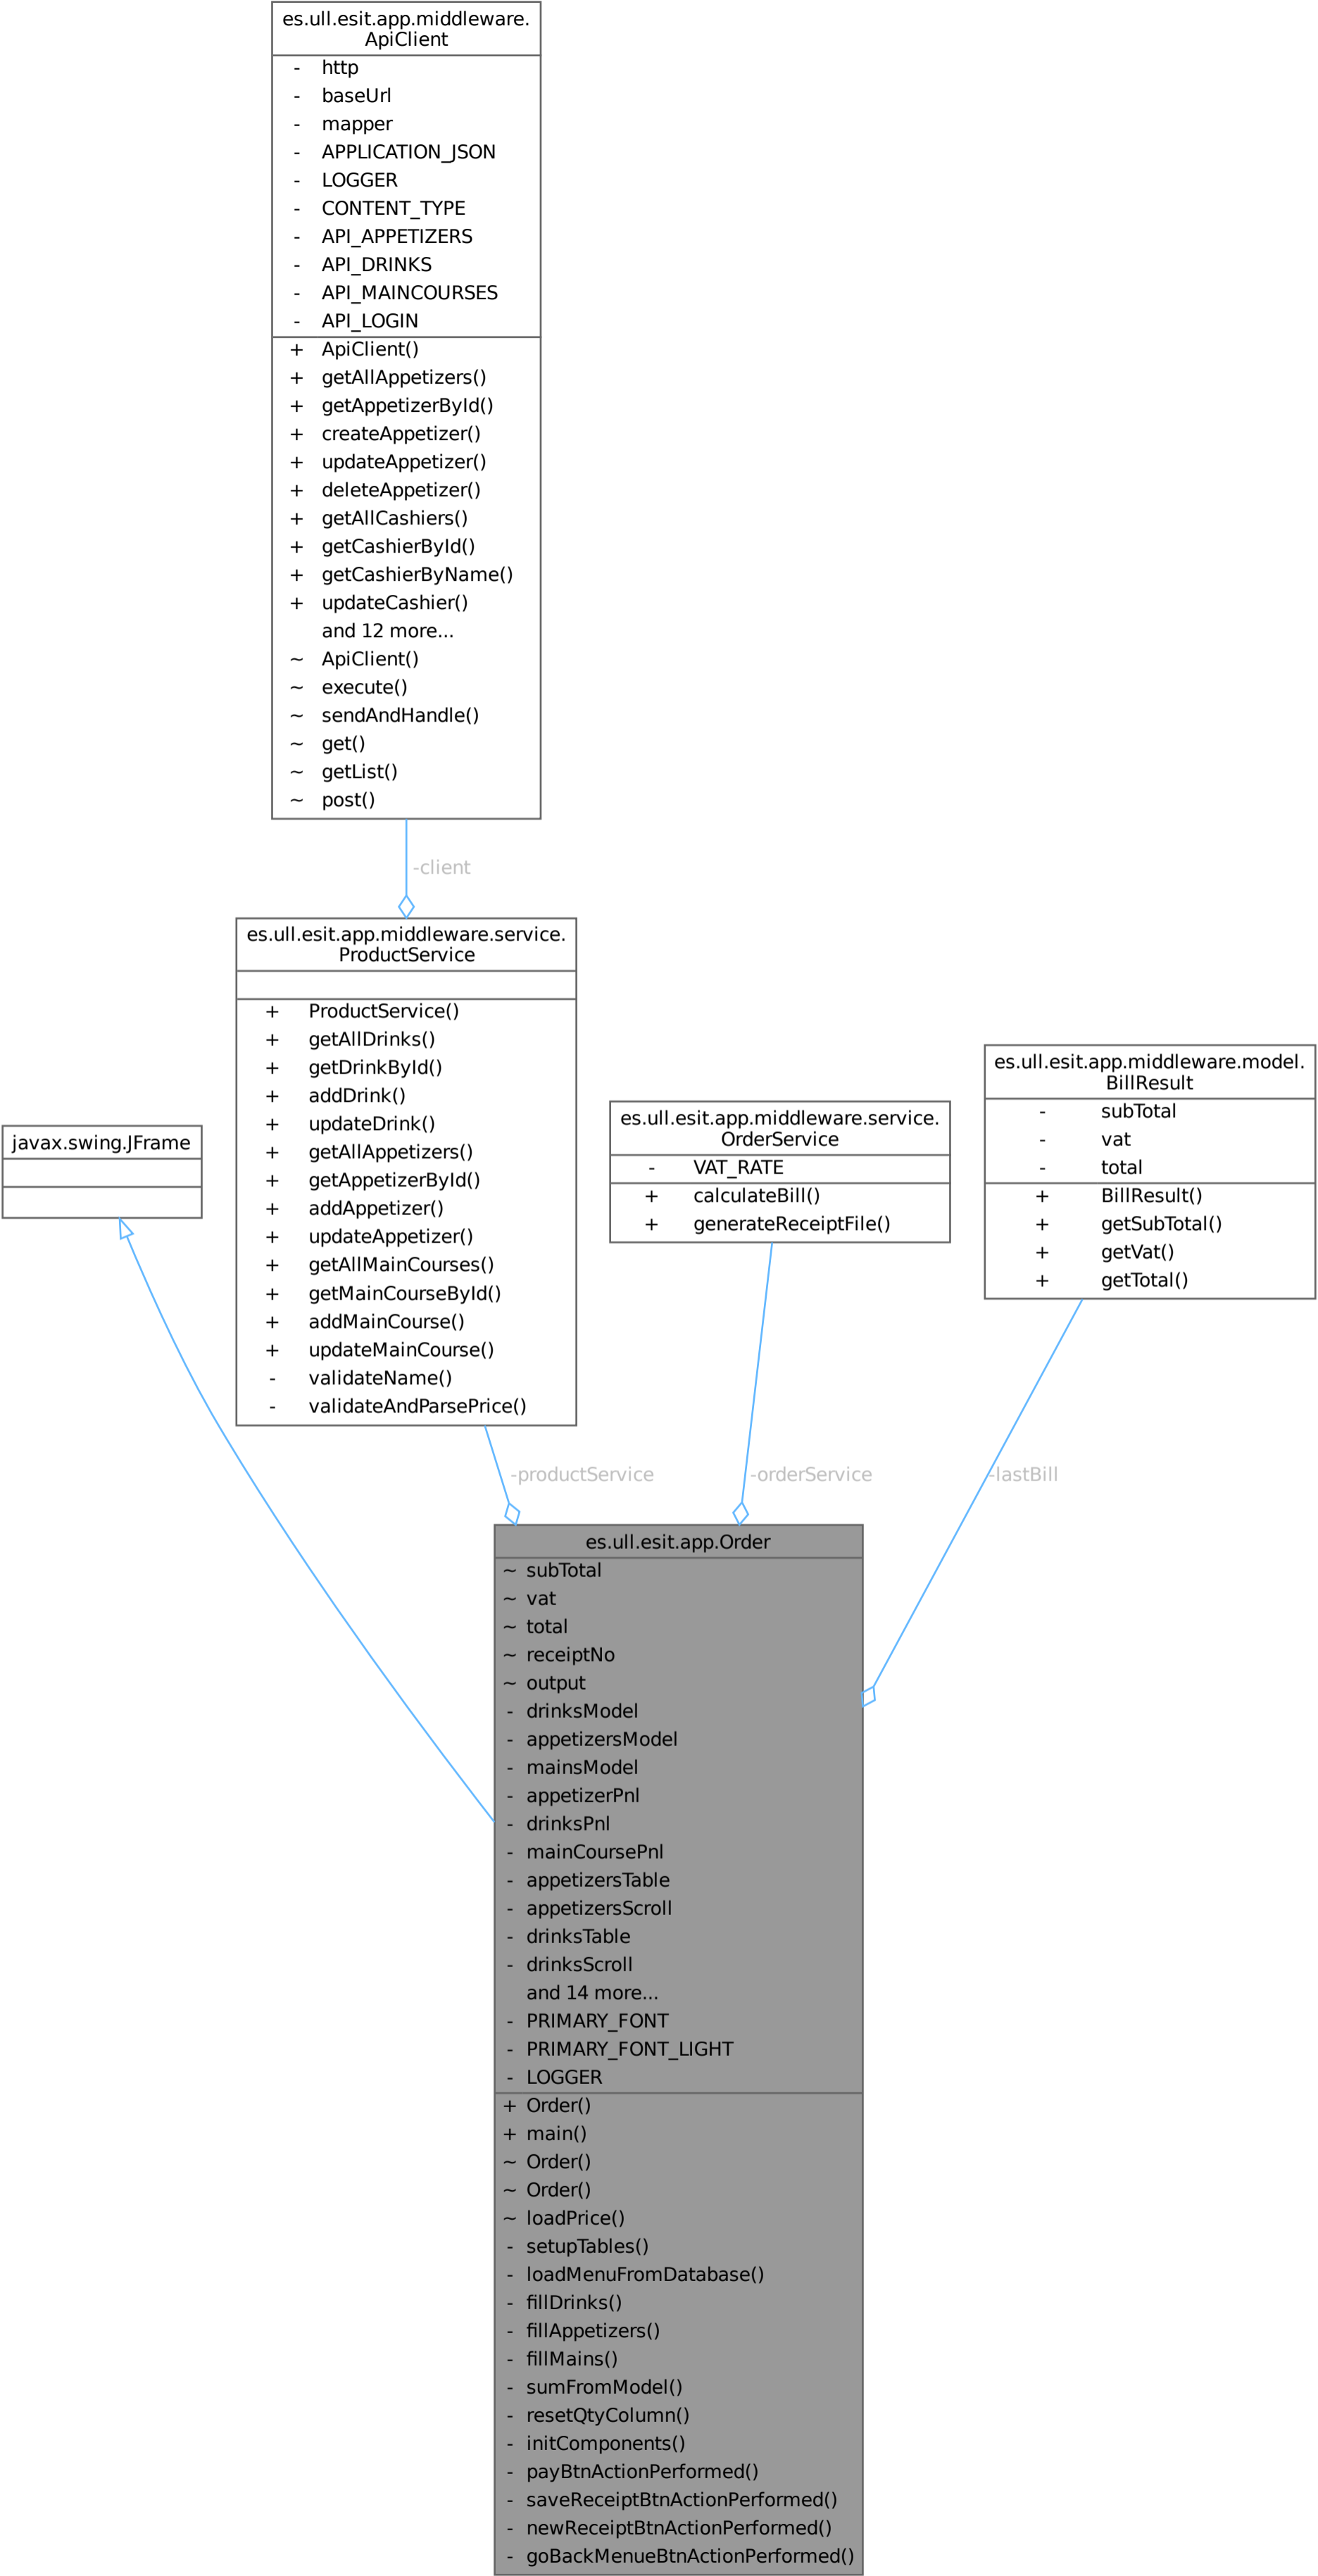 es.ull.esit.app.middleware.
ApiClient
- http
- baseUrl
- mapper
- APPLICATION_JSON
- LOGGER
- CONTENT_TYPE
- API_APPETIZERS
- API_DRINKS
- API_MAINCOURSES
- API_LOGIN
+ ApiClient()
+ getAllAppetizers()
+ getAppetizerById()
+ createAppetizer()
+ updateAppetizer()
+ deleteAppetizer()
+ getAllCashiers()
+ getCashierById()
+ getCashierByName()
+ updateCashier()
and 12 more...
~ ApiClient()
~ execute()
~ sendAndHandle()
~ get()
~ getList()
~ post()
-client
es.ull.esit.app.middleware.service.
ProductService
+ ProductService()
+ getAllDrinks()
+ getDrinkById()
+ addDrink()
+ updateDrink()
+ getAllAppetizers()
+ getAppetizerById()
+ addAppetizer()
+ updateAppetizer()
+ getAllMainCourses()
+ getMainCourseById()
+ addMainCourse()
+ updateMainCourse()
- validateName()
- validateAndParsePrice()
javax.swing.JFrame
es.ull.esit.app.middleware.service.
OrderService
- VAT_RATE
+ calculateBill()
+ generateReceiptFile()
es.ull.esit.app.middleware.model.
BillResult
- subTotal
- vat
- total
+ BillResult()
+ getSubTotal()
+ getVat()
+ getTotal()
-productService
-orderService
-lastBill
es.ull.esit.app.Order
~ subTotal
~ vat
~ total
~ receiptNo
~ output
- drinksModel
- appetizersModel
- mainsModel
- appetizerPnl
- drinksPnl
- mainCoursePnl
- appetizersTable
- appetizersScroll
- drinksTable
- drinksScroll
and 14 more...
- PRIMARY_FONT
- PRIMARY_FONT_LIGHT
- LOGGER
+ Order()
+ main()
~ Order()
~ Order()
~ loadPrice()
- setupTables()
- loadMenuFromDatabase()
- fillDrinks()
- fillAppetizers()
- fillMains()
- sumFromModel()
- resetQtyColumn()
- initComponents()
- payBtnActionPerformed()
- saveReceiptBtnActionPerformed()
- newReceiptBtnActionPerformed()
- goBackMenueBtnActionPerformed()